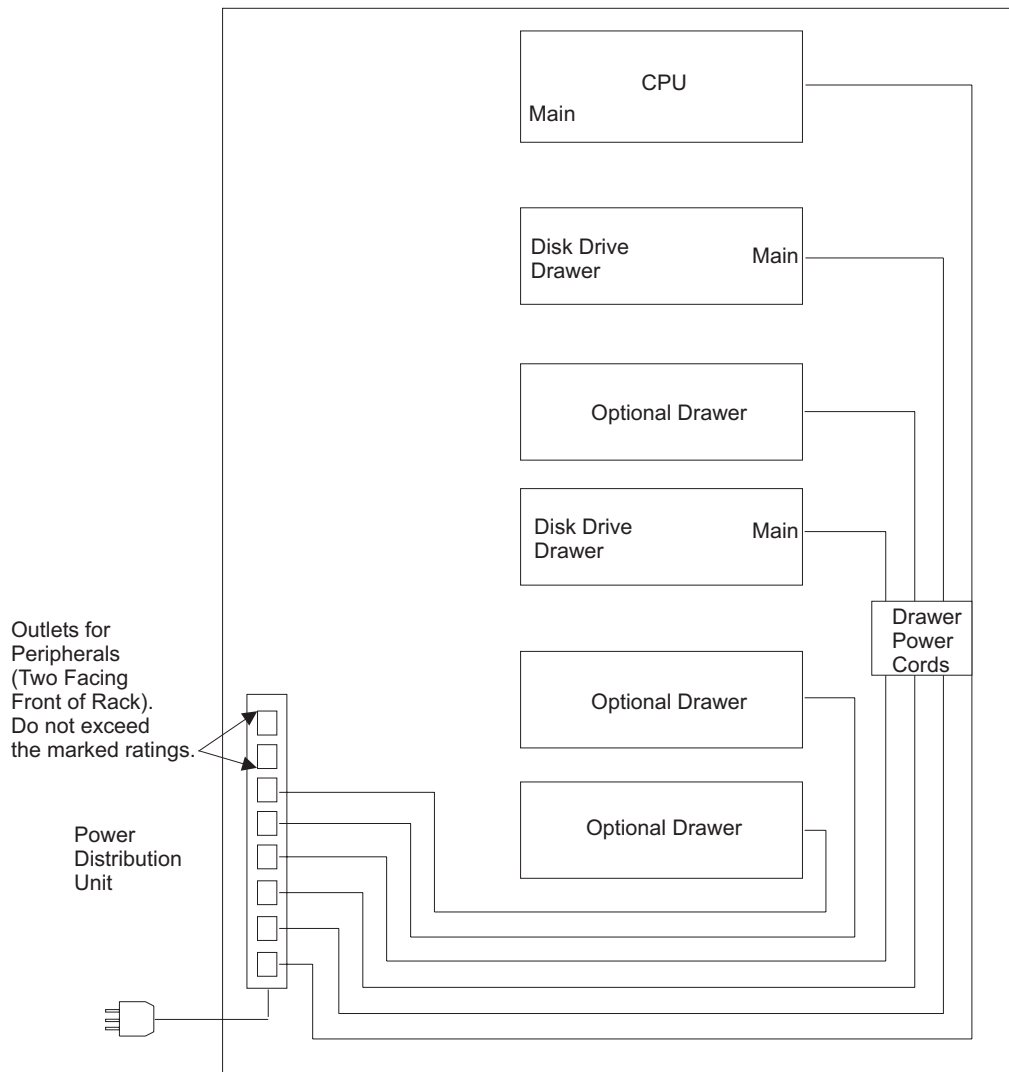 CPU
Main
Disk Drive
Drawer
Main
Optional Drawer
Disk Drive
Drawer
Main
Drawer
Power
Cords
Outlets for
Peripherals
(Two Facing
Front of Rack).
Do not exceed
the marked ratings.
Optional Drawer
Optional Drawer
Power
Distribution
Unit